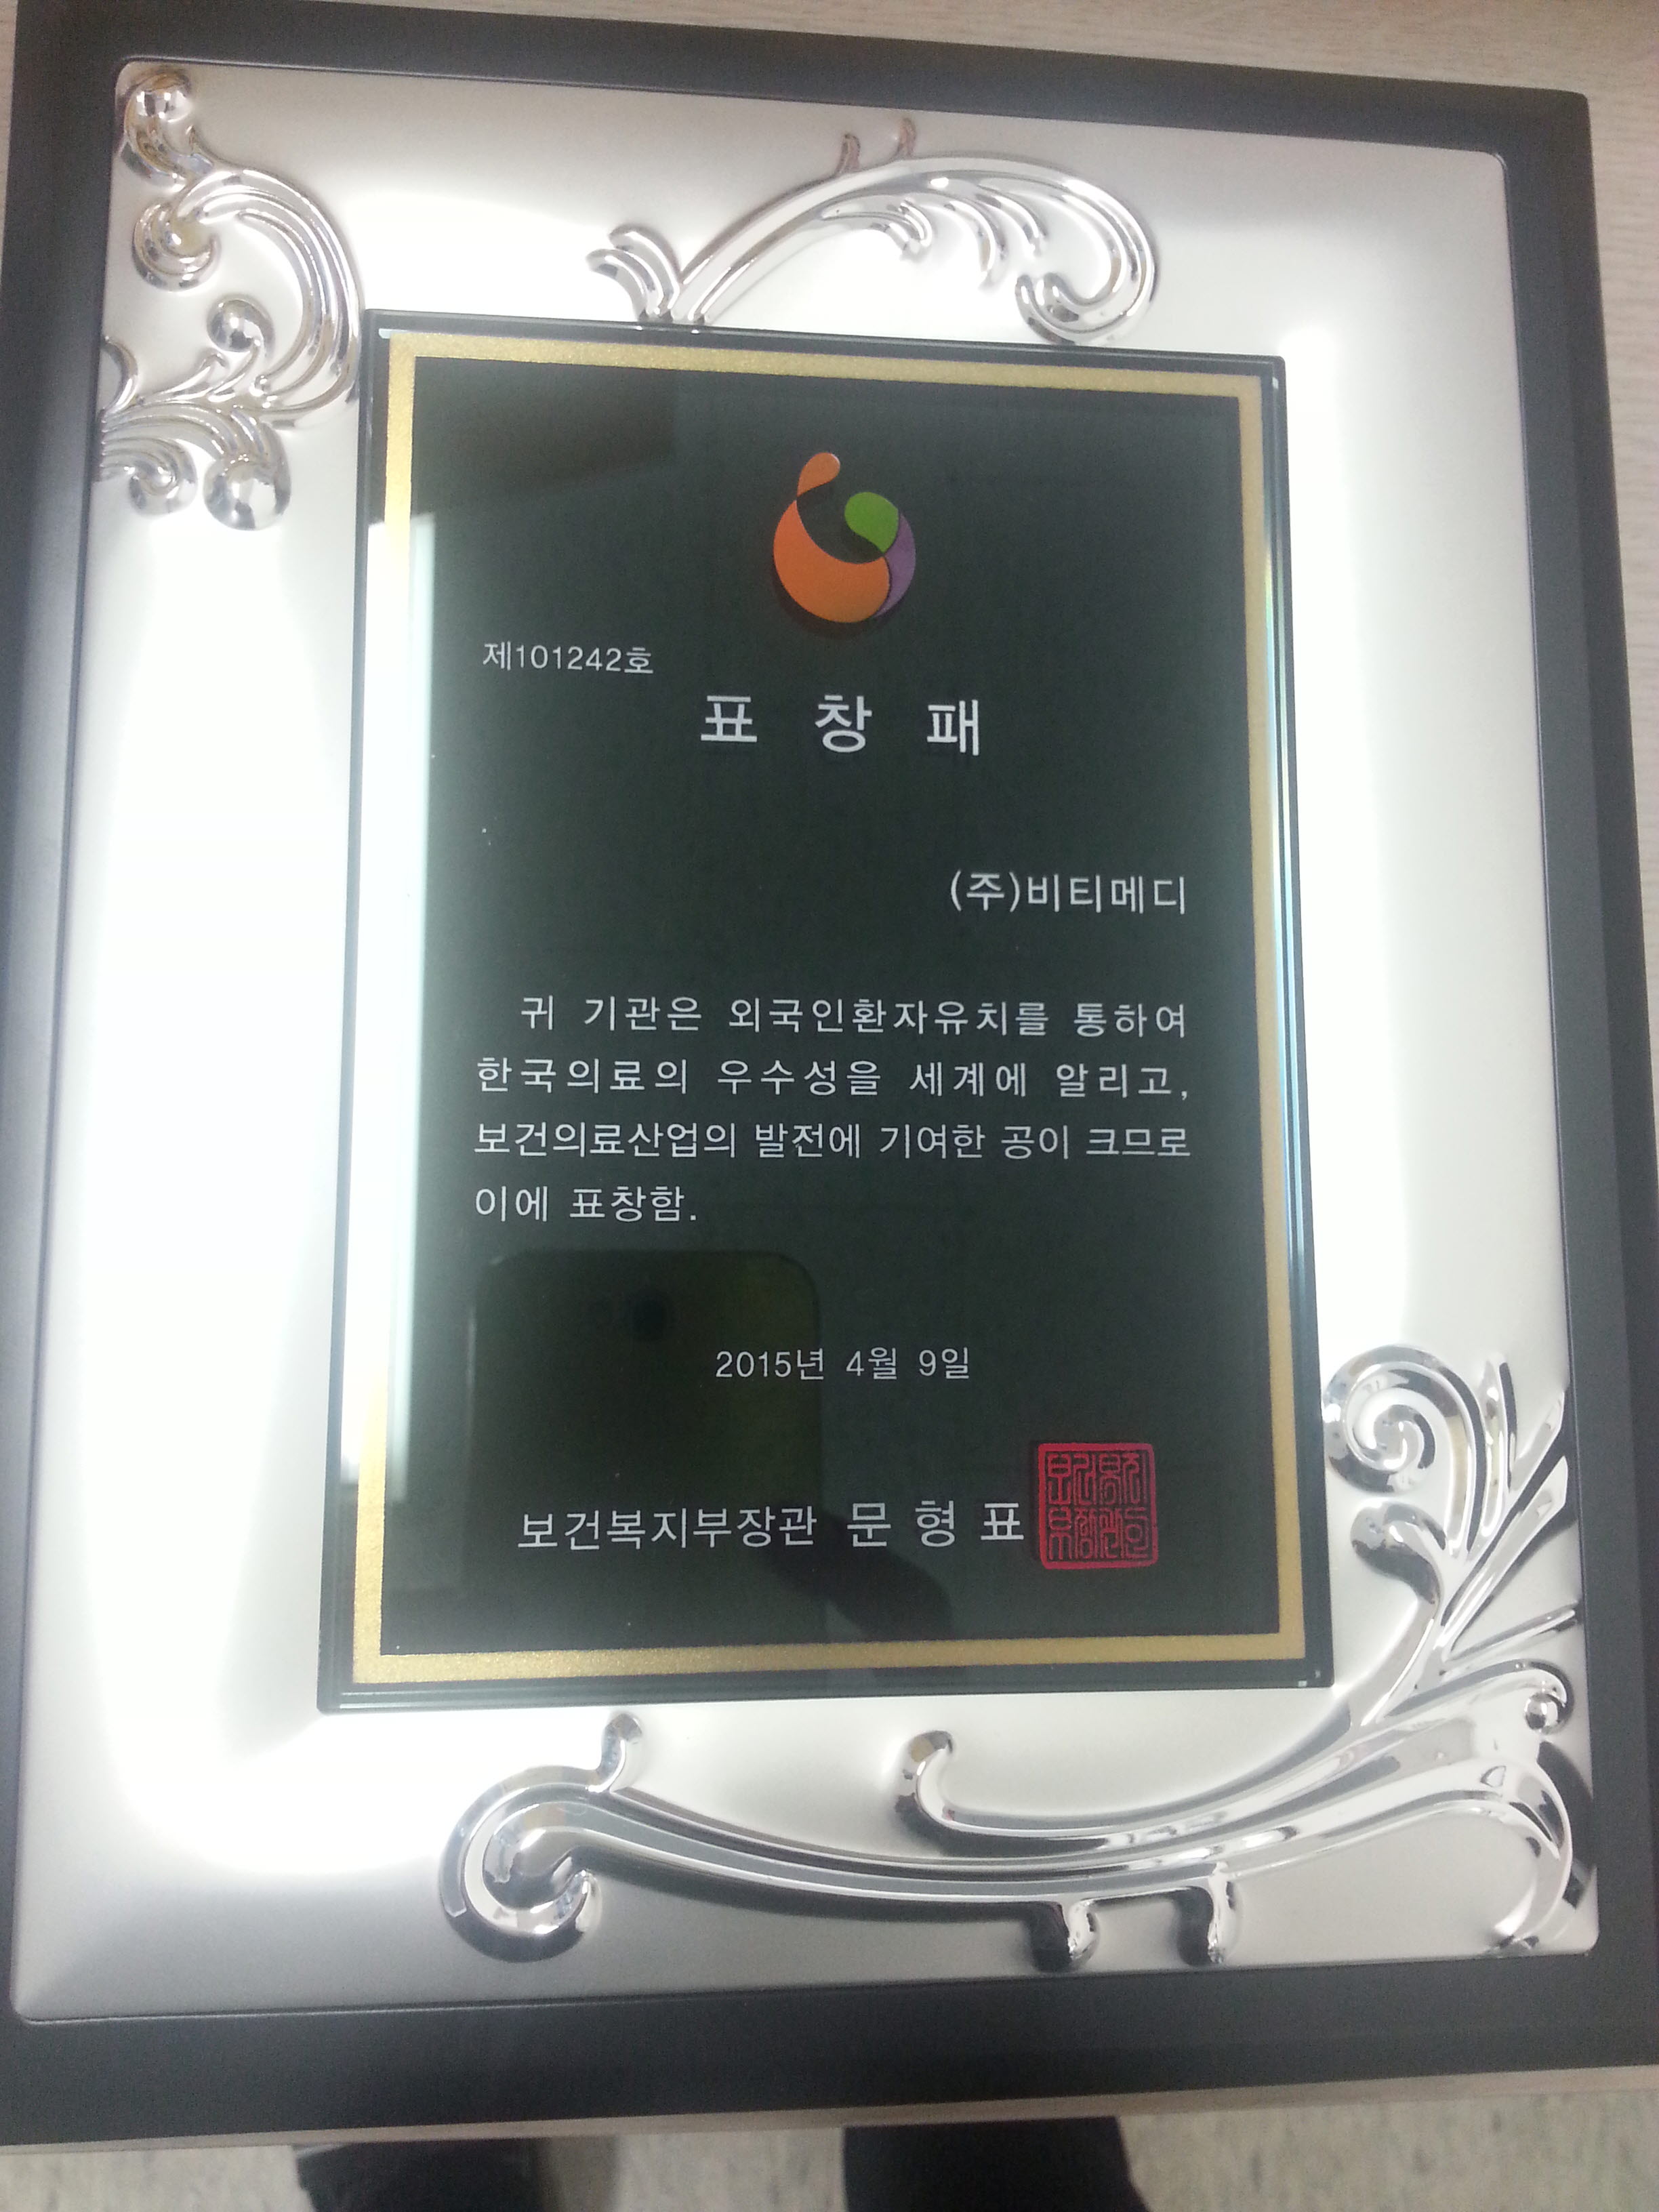 제101242호
표 창 패
(주)비티메디
귀 기관은 외국인환자유치를 통하여
한국의료의 우수성을 세계에 알리고,
보건의료산업의 발전에 기여한 공이 크므로
이에 표창함.
2015년 4월 9일
보건복지부장관 문 형 표